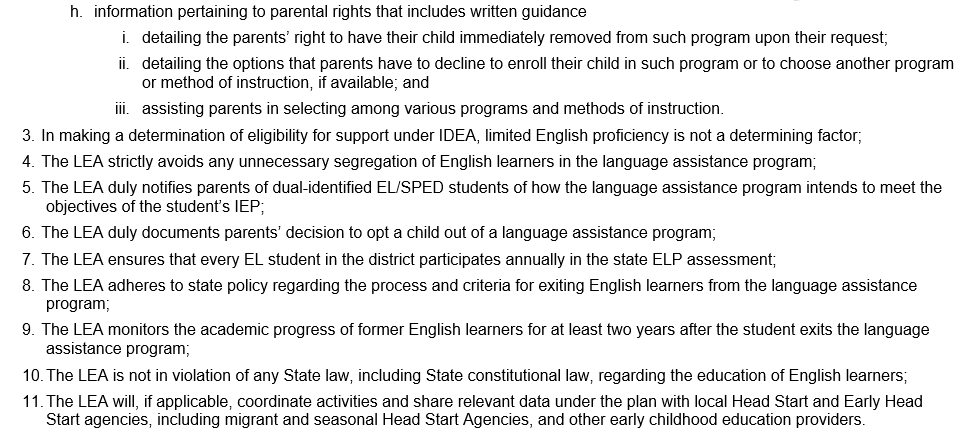 h. information pertaining to parental rights that includes written guidance
i. detailing the parents' right to have their child immediately removed from such program upon their request;
ii. detailing the options that parents have to decline to enroll their child in such program or to choose another program
or method of instruction, if available; and
iii. assisting parents in selecting among various programs and methods of instruction.
3. In making a determination of eligibility for support under IDEA, limited English proficiency is not a determining factor;
4. The LEA strictly avoids any unnecessary segregation of English learners in the language assistance program;
5. The LEA duly notifies parents of dual-identified EL/SPED students of how the language assistance program intends to meet the
objectives of the student's IEP;
6. The LEA duly documents parents' decision to opt a child out of a language assistance program;
7. The LEA ensures that every EL student in the district participates annually in the state ELP assessment;
8. The LEA adheres to state policy regarding the process and criteria for exiting English learners from the language assistance
program;
9. The LEA monitors the academic progress of former English learners for at least two years after the student exits the language
assistance program;
10. The LEA is not in violation of any State law, including State constitutional law, regarding the education of English learners;
11. The LEA will, if applicable, coordinate activities and share relevant data under the plan with local Head Start and Early Head
Start agencies, including migrant and seasonal Head Start Agencies, and other early childhood education providers.